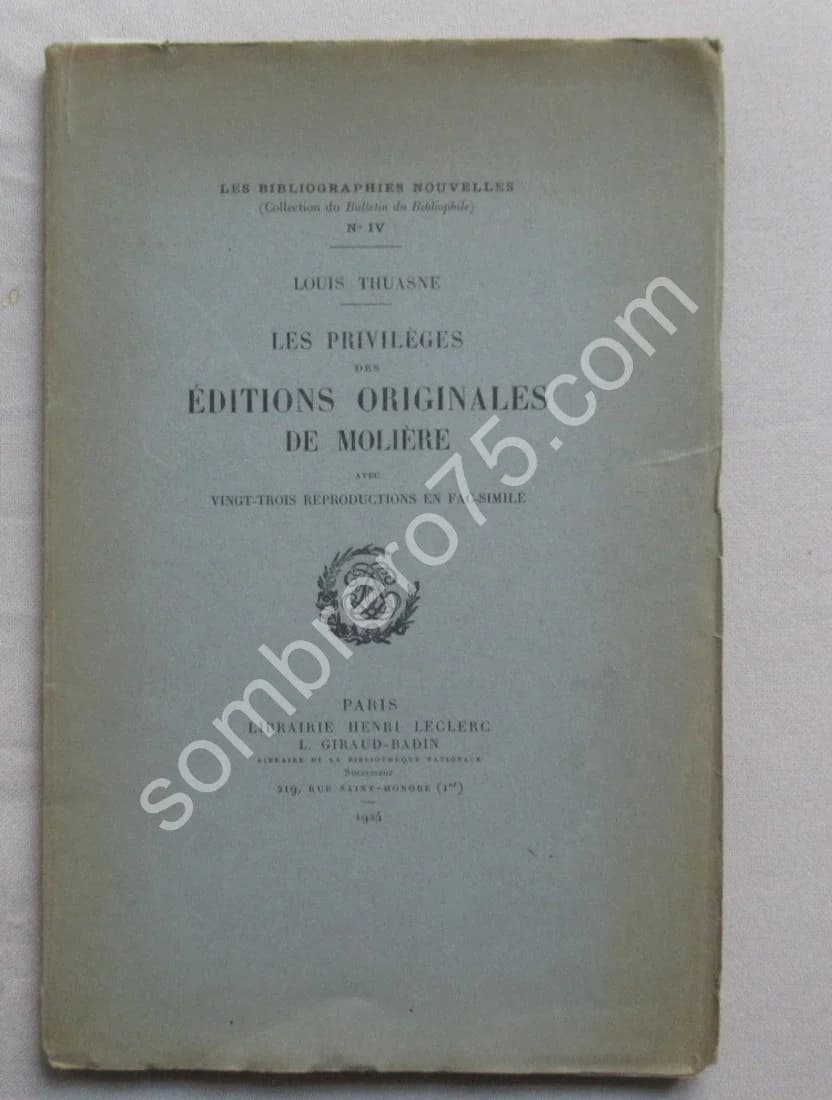 LES BIBLIOGRAPHIES NOUVELLES
(Collection du Bulletin du Bibliophile)
N° IV
LOUIS THUASNE
LES PRIVILÈGES
DES
ÉDITIONS ORIGINALES
DE MOLIÈRE
AVEC
VINGT-TROIS REPRODUCTIONS EN FAC-SIMILÉ
PARIS
LIBRAIRIE HENRI LECLERC
L. GIRAUD-BADIN
LIBRAIRE DE LA BIBLIOTHÈQUE NATIONALE
Successeur
219, RUE SAINT-HONORÉ (1er)
1924
sombrero75.com